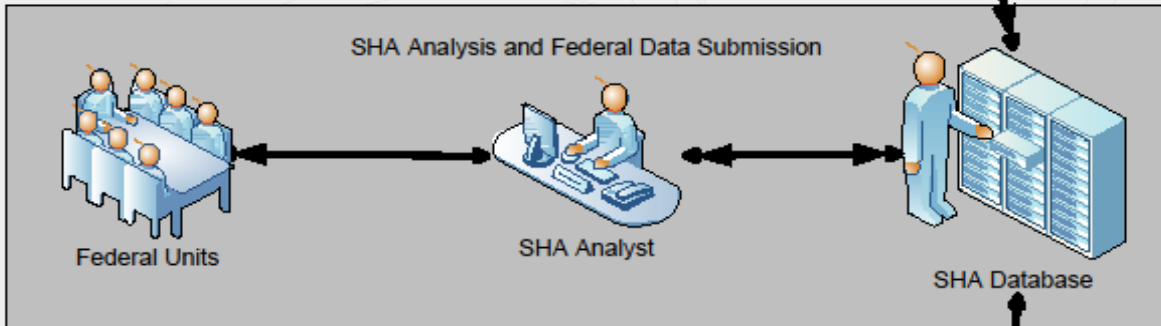 SHA Analysis and Federal Data Submission
Federal Units
SHA Analyst
SHA Database